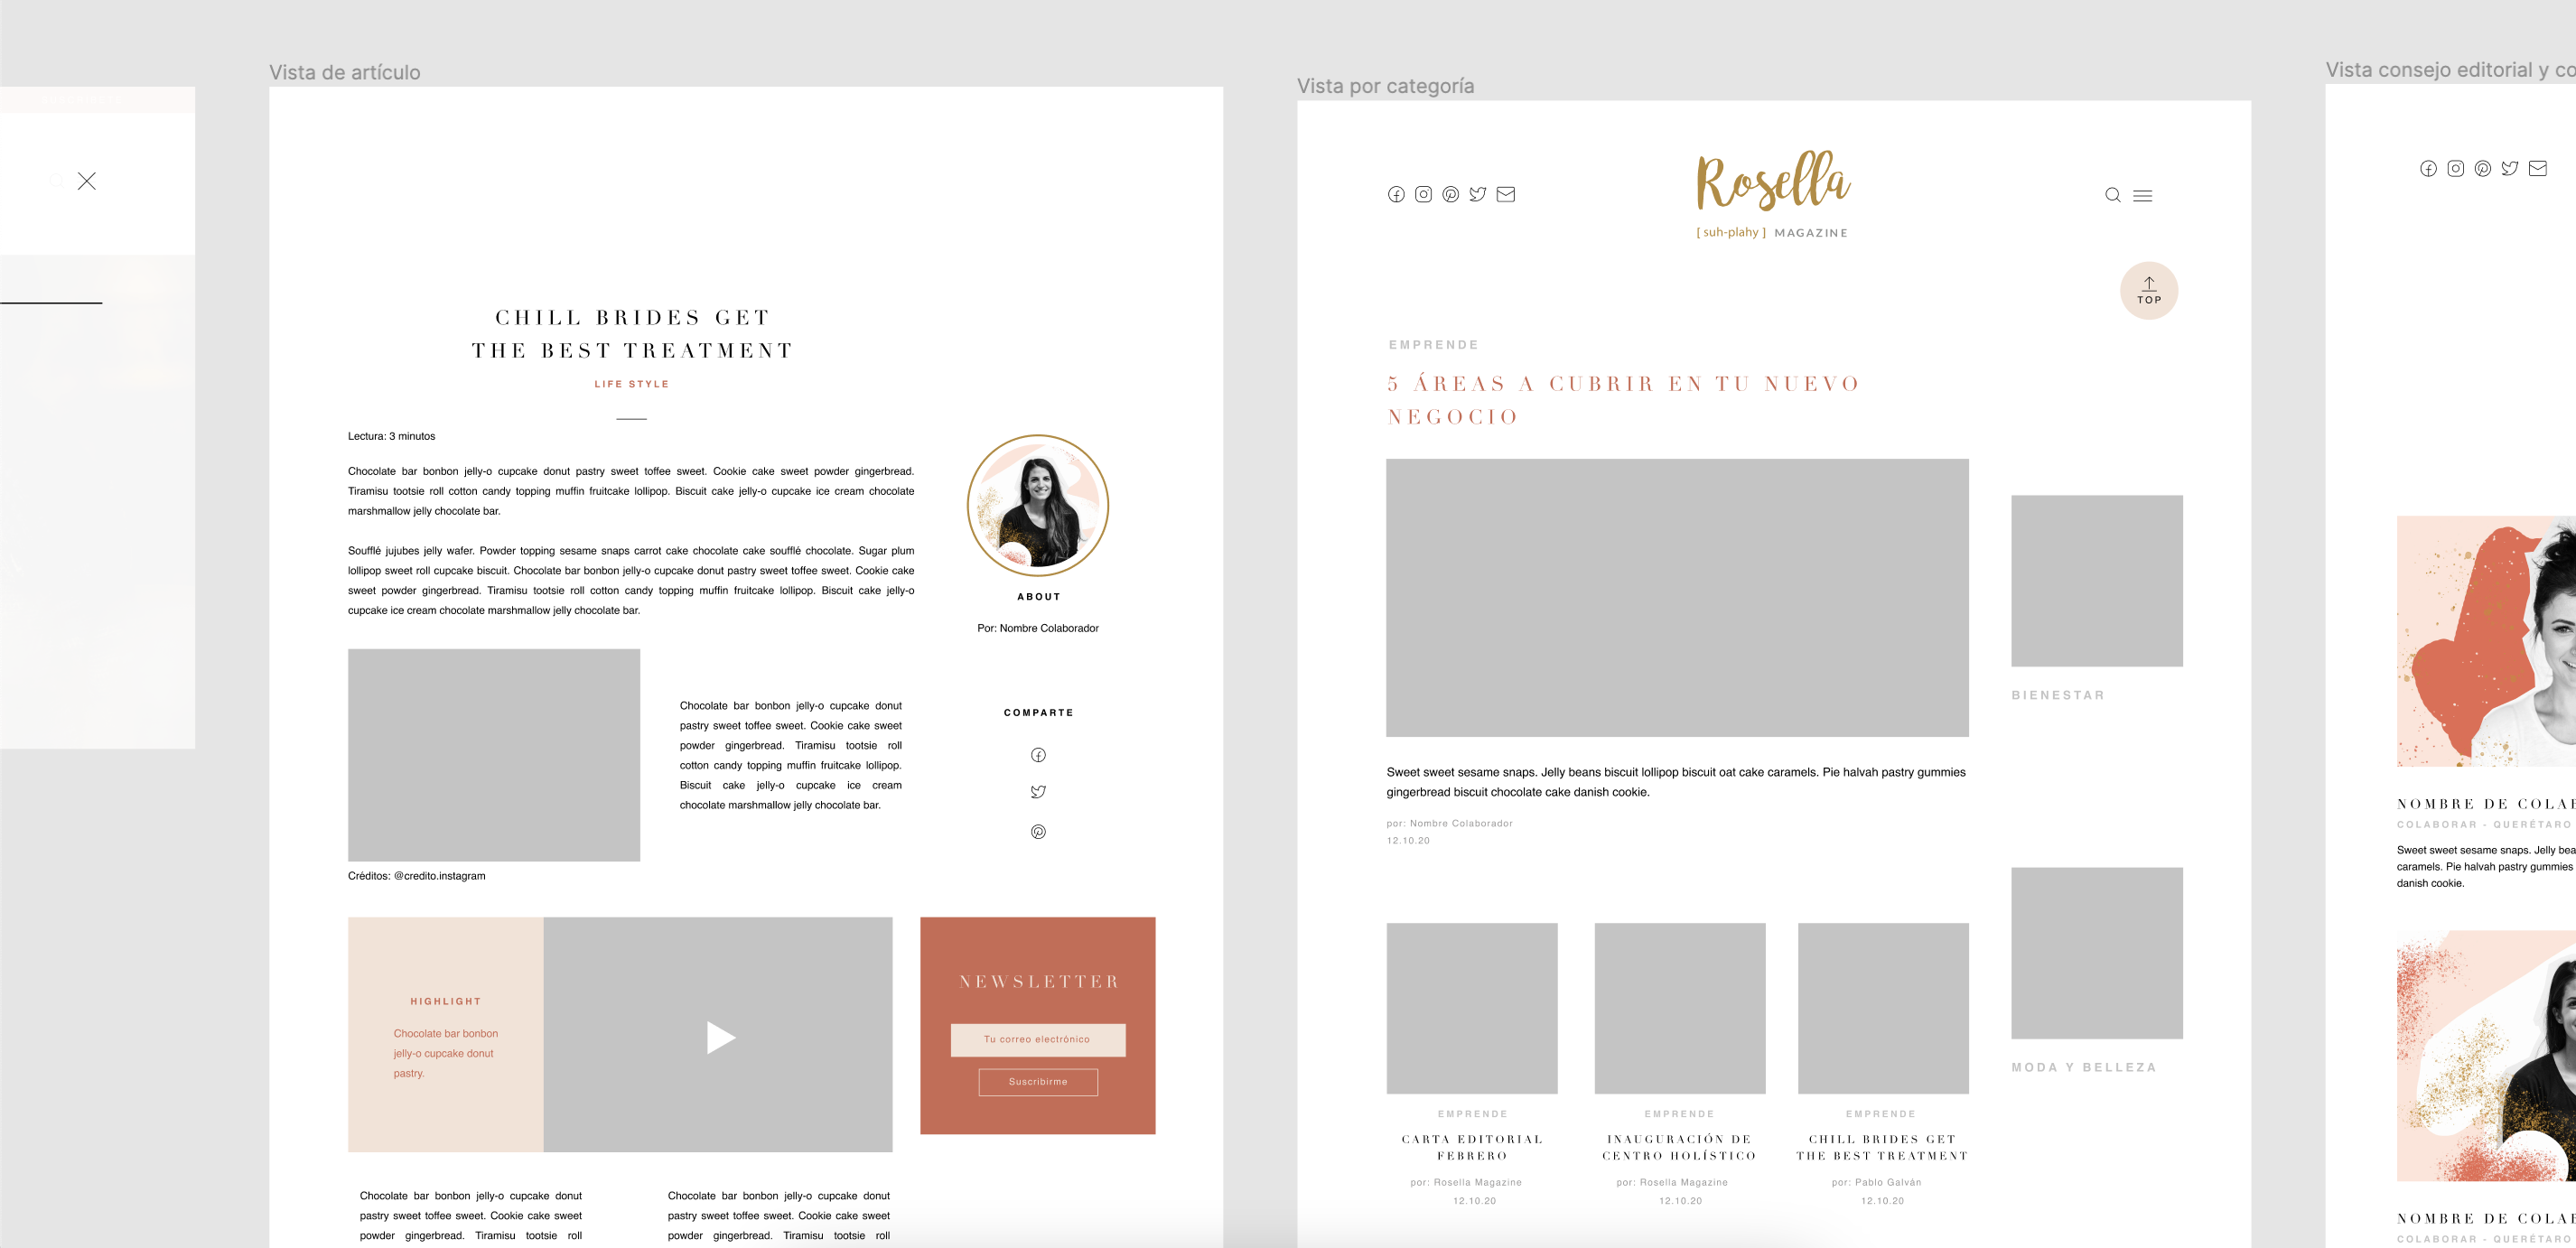 Vista de artículo
CHILL BRIDES GET
THE BEST TREATMENT
LIFE STYLE
Lectura: 3 minutos
Chocolate bar bonbon jelly-o cupcake donut pastry sweet toffee sweet. Cookie cake sweet powder gingerbread.
Tiramisu tootsie roll cotton candy topping muffin fruitcake lollipop. Biscuit cake jelly-o cupcake ice cream chocolate
marshmallow jelly chocolate bar.
Soufflé jujubes jelly wafer. Powder topping sesame snaps carrot cake chocolate cake soufflé chocolate. Sugar plum
lollipop sweet roll cupcake biscuit. Chocolate bar bonbon jelly-o cupcake donut pastry sweet toffee sweet. Cookie cake
sweet powder gingerbread. Tiramisu tootsie roll cotton candy topping muffin fruitcake lollipop. Biscuit cake jelly-o
cupcake ice cream chocolate marshmallow jelly chocolate bar.
ABOUT
Por: Nombre Colaborador
Chocolate bar bonbon jelly-o cupcake donut
pastry sweet toffee sweet. Cookie cake sweet
powder gingerbread. Tiramisu tootsie roll
cotton candy topping muffin fruitcake lollipop.
Biscuit cake jelly-o cupcake ice cream
chocolate marshmallow jelly chocolate bar.
COMPARTE
Créditos: @credito.instagram
HIGHLIGHT
Chocolate bar bonbon
jelly-o cupcake donut
pastry.
NEWSLETTER
Tu correo electrónico
Suscribirme
Chocolate bar bonbon jelly-o cupcake donut
pastry sweet toffee sweet. Cookie cake sweet
powder gingerbread. Tiramisu tootsie roll
Chocolate bar bonbon jelly-o cupcake donut
pastry sweet toffee sweet. Cookie cake sweet
powder gingerbread. Tiramisu tootsie roll
Vista por categoría
Rosella
[ suh-plahy ] MAGAZINE
TOP
EMPRENDE
5 ÁREAS A CUBRIR EN TU NUEVO
NEGOCIO
BIENESTAR
Sweet sweet sesame snaps. Jelly beans biscuit lollipop biscuit oat cake caramels. Pie halvah pastry gummies
gingerbread biscuit chocolate cake danish cookie.
por: Nombre Colaborador
12.10.20
MODA Y BELLEZA
EMPRENDE
CARTA EDITORIAL
FEBRERO
por: Rosella Magazine
12.10.20
EMPRENDE
INAUGURACIÓN DE
CENTRO HOLÍSTICO
por: Rosella Magazine
12.10.20
EMPRENDE
CHILL BRIDES GET
THE BEST TREATMENT
por: Pablo Galván
12.10.20
Vista consejo editorial y co
NOMBRE DE COLAB
COLABORAR - QUERÉTARO
Sweet sweet sesame snaps. Jelly bea
caramels. Pie halvah pastry gummies
danish cookie.
NOMBRE DE COLAB
COLABORAR - QUERÉTARO